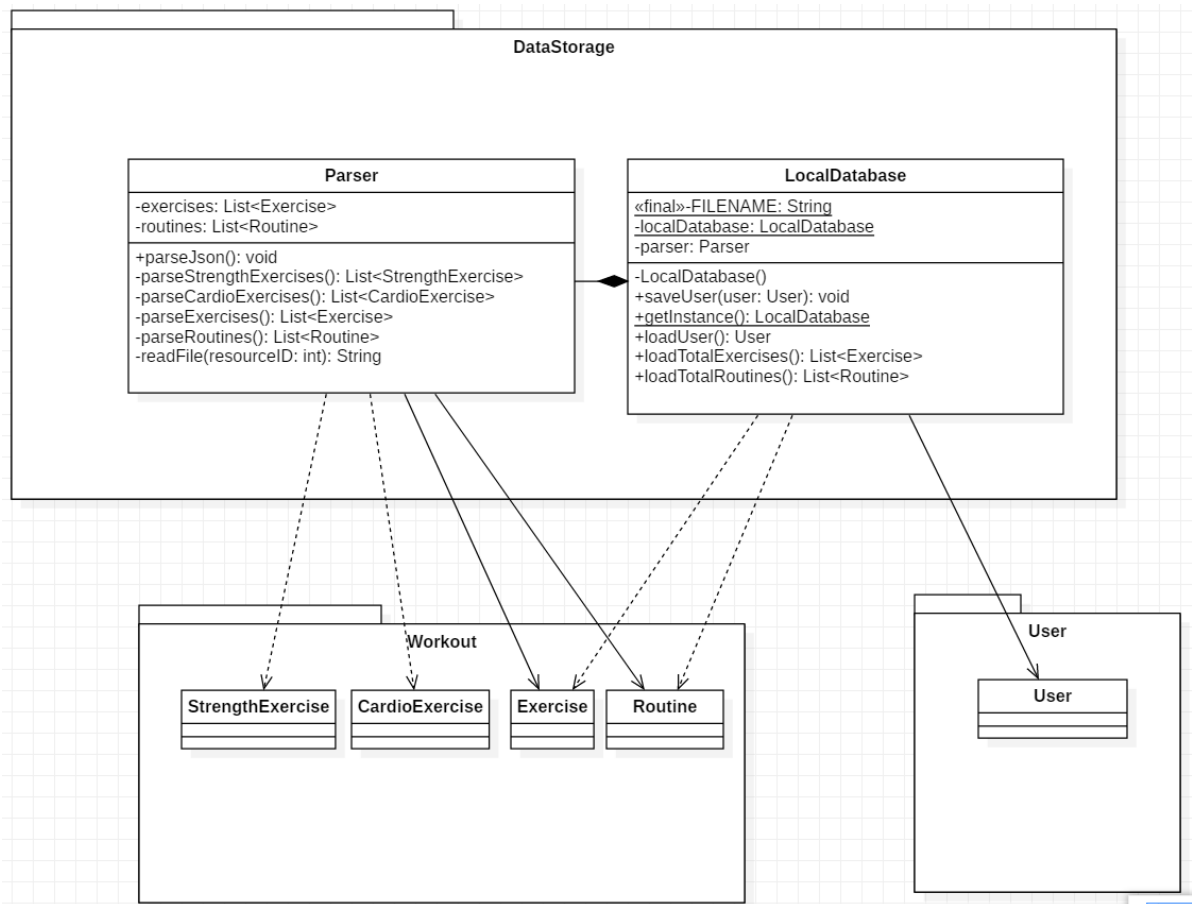 DataStorage
Parser
-exercises: List<Exercise>
-routines: List<Routine>
+parseJson(): void
-parseStrengthExercises(): List<StrengthExercise>
-parseCardioExercises(): List<CardioExercise>
-parseExercises(): List<Exercise>
-parseRoutines(): List<Routine>
-readFile(resourceID: int): String
LocalDatabase
«final»-FILENAME: String
-localDatabase: LocalDatabase
-parser: Parser
-LocalDatabase()
+saveUser(user: User): void
+getInstance(): LocalDatabase
+loadUser(): User
+loadTotalExercises(): List<Exercise>
+loadTotalRoutines(): List<Routine>
Workout
StrengthExercise
CardioExercise
Exercise
Routine
User
User